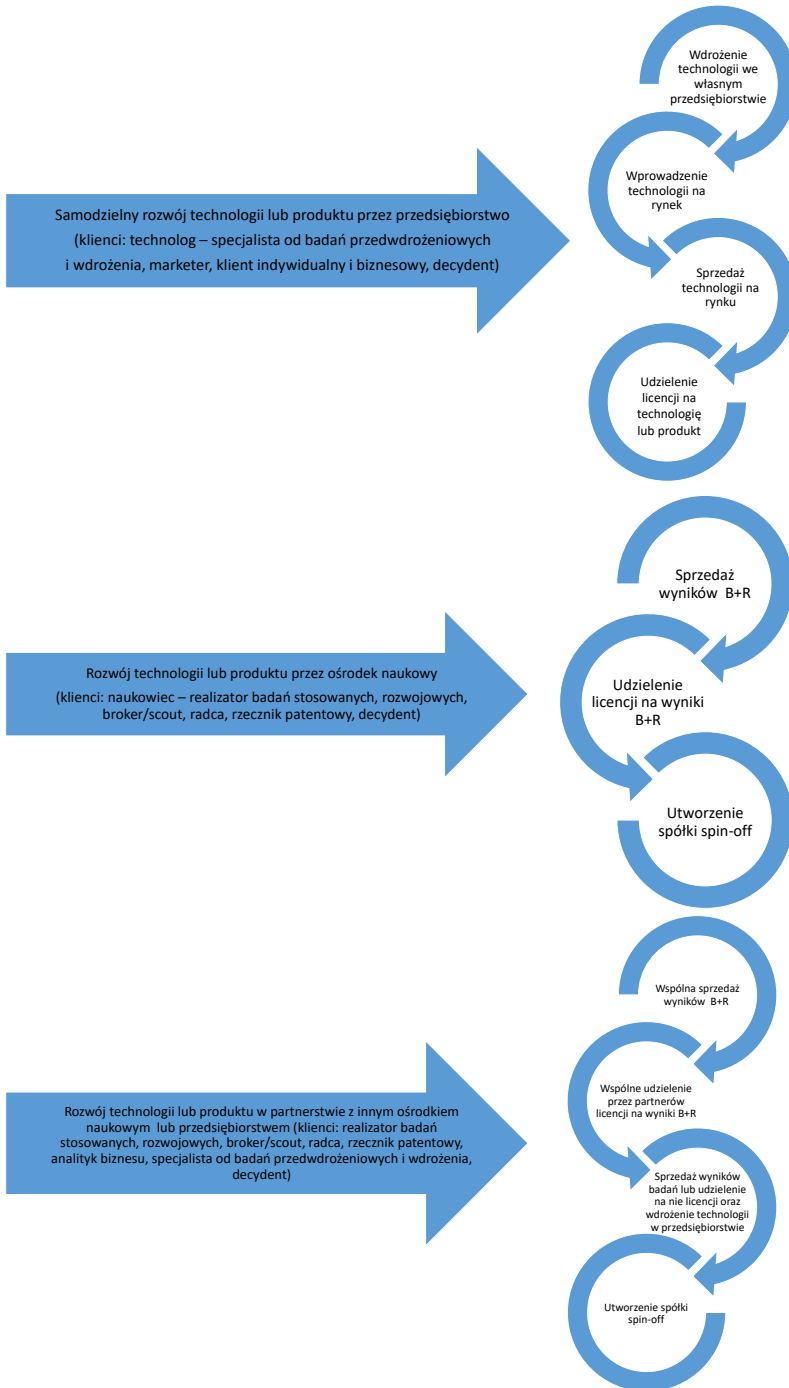 Wdrożenie
technologii we
własnym
przedsiębiorstwie
Wprowadzenie
technologii na
rynek
Samodzielny rozwój technologii lub produktu przez przedsiębiorstwo
(klienci: technolog – specjalista od badań przedwdrożeniowych
i wdrożenia, marketer, klient indywidualny i biznesowy, decydent)
Sprzedaż
technologii na
rynku
Udzielenie
licencji na
technologię
lub produkt
Sprzedaż
wyników B+R
Rozwój technologii lub produktu przez ośrodek naukowy
(klienci: naukowiec – realizator badań stosowanych, rozwojowych,
broker/scout, radca, rzecznik patentowy, decydent)
Udzielenie
licencji na wyniki
B+R
Utworzenie
spółki spin-off
Wspólna sprzedaż
wyników B+R
Wspólne udzielenie
przez partnerów
licencji na wyniki B+R
Rozwój technologii lub produktu w partnerstwie z innym ośrodkiem
naukowym lub przedsiębiorstwem (klienci: realizator badań
stosowanych, rozwojowych, broker/scout, radca, rzecznik patentowy,
analityk biznesu, specjalista od badań przedwdrożeniowych i wdrożenia,
decydent)
Sprzedaż wyników
badań lub udzielenie
na nie licencji oraz
wdrożenie technologii
w przedsiębiorstwie
Utworzenie spółki
spin-off